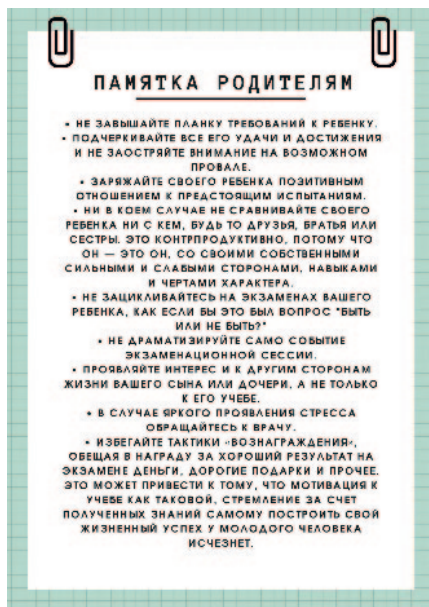 ПАМЯТКА РОДИТЕЛЯМ
• НЕ ЗАВЫШАЙТЕ ПЛАНКУ ТРЕБОВАНИЙ К РЕБЕНКУ.
• ПОДЧЕРКИВАЙТЕ ВСЕ ЕГО УДАЧИ И ДОСТИЖЕНИЯ
И НЕ ЗАОСТРЯЙТЕ ВНИМАНИЕ НА ВОЗМОЖНОМ
ПРОВАЛЕ.
• ЗАРЯЖАЙТЕ СВОЕГО РЕБЕНКА ПОЗИТИВНЫМ
ОТНОШЕНИЕМ К ПРЕДСТОЯЩИМ ИСПЫТАНИЯМ.
• НИ В КОЕМ СЛУЧАЕ НЕ СРАВНИВАЙТЕ СВОЕГО
РЕБЕНКА НИ С КЕМ, БУДЬ ТО ДРУЗЬЯ, БРАТЬЯ ИЛИ
СЕСТРЫ. ЭТО КОНТРПРОДУКТИВНО, ПОТОМУ ЧТО
ОН — ЭТО ОН, СО СВОИМИ СОБСТВЕННЫМИ
СИЛЬНЫМИ И СЛАБЫМИ СТОРОНАМИ, НАВЫКАМИ
И ЧЕРТАМИ ХАРАКТЕРА.
• НЕ ЗАЦИКЛИВАЙТЕСЬ НА ЭКЗАМЕНАХ ВАШЕГО
РЕБЕНКА, КАК ЕСЛИ БЫ ЭТО БЫЛ ВОПРОС "БЫТЬ
ИЛИ НЕ БЫТЬ?"
• НЕ ДРАМАТИЗИРУЙТЕ САМО СОБЫТИЕ
ЭКЗАМЕНАЦИОННОЙ СЕССИИ.
• ПРОЯВЛЯЙТЕ ИНТЕРЕС И К ДРУГИМ СТОРОНАМ
ЖИЗНИ ВАШЕГО СЫНА ИЛИ ДОЧЕРИ, А НЕ ТОЛЬКО
К ЕГО УЧЕБЕ.
• В СЛУЧАЕ ЯРКОГО ПРОЯВЛЕНИЯ СТРЕССА
ОБРАЩАЙТЕСЬ К ВРАЧУ.
• ИЗБЕГАЙТЕ ТАКТИКИ «ВОЗНАГРАЖДЕНИЯ»,
ОБЕЩАЯ В НАГРАДУ ЗА ХОРОШИЙ РЕЗУЛЬТАТ НА
ЭКЗАМЕНЕ ДЕНЬГИ, ДОРОГИЕ ПОДАРКИ И ПРОЧЕЕ.
ЭТО МОЖЕТ ПРИВЕСТИ К ТОМУ, ЧТО МОТИВАЦИЯ К
УЧЕБЕ КАК ТАКОВОЙ, СТРЕМЛЕНИЕ ЗА СЧЕТ
ПОЛУЧЕННЫХ ЗНАНИЙ САМОМУ ПОСТРОИТЬ СВОЙ
ЖИЗНЕННЫЙ УСПЕХ У МОЛОДОГО ЧЕЛОВЕКА
ИСЧЕЗНЕТ.